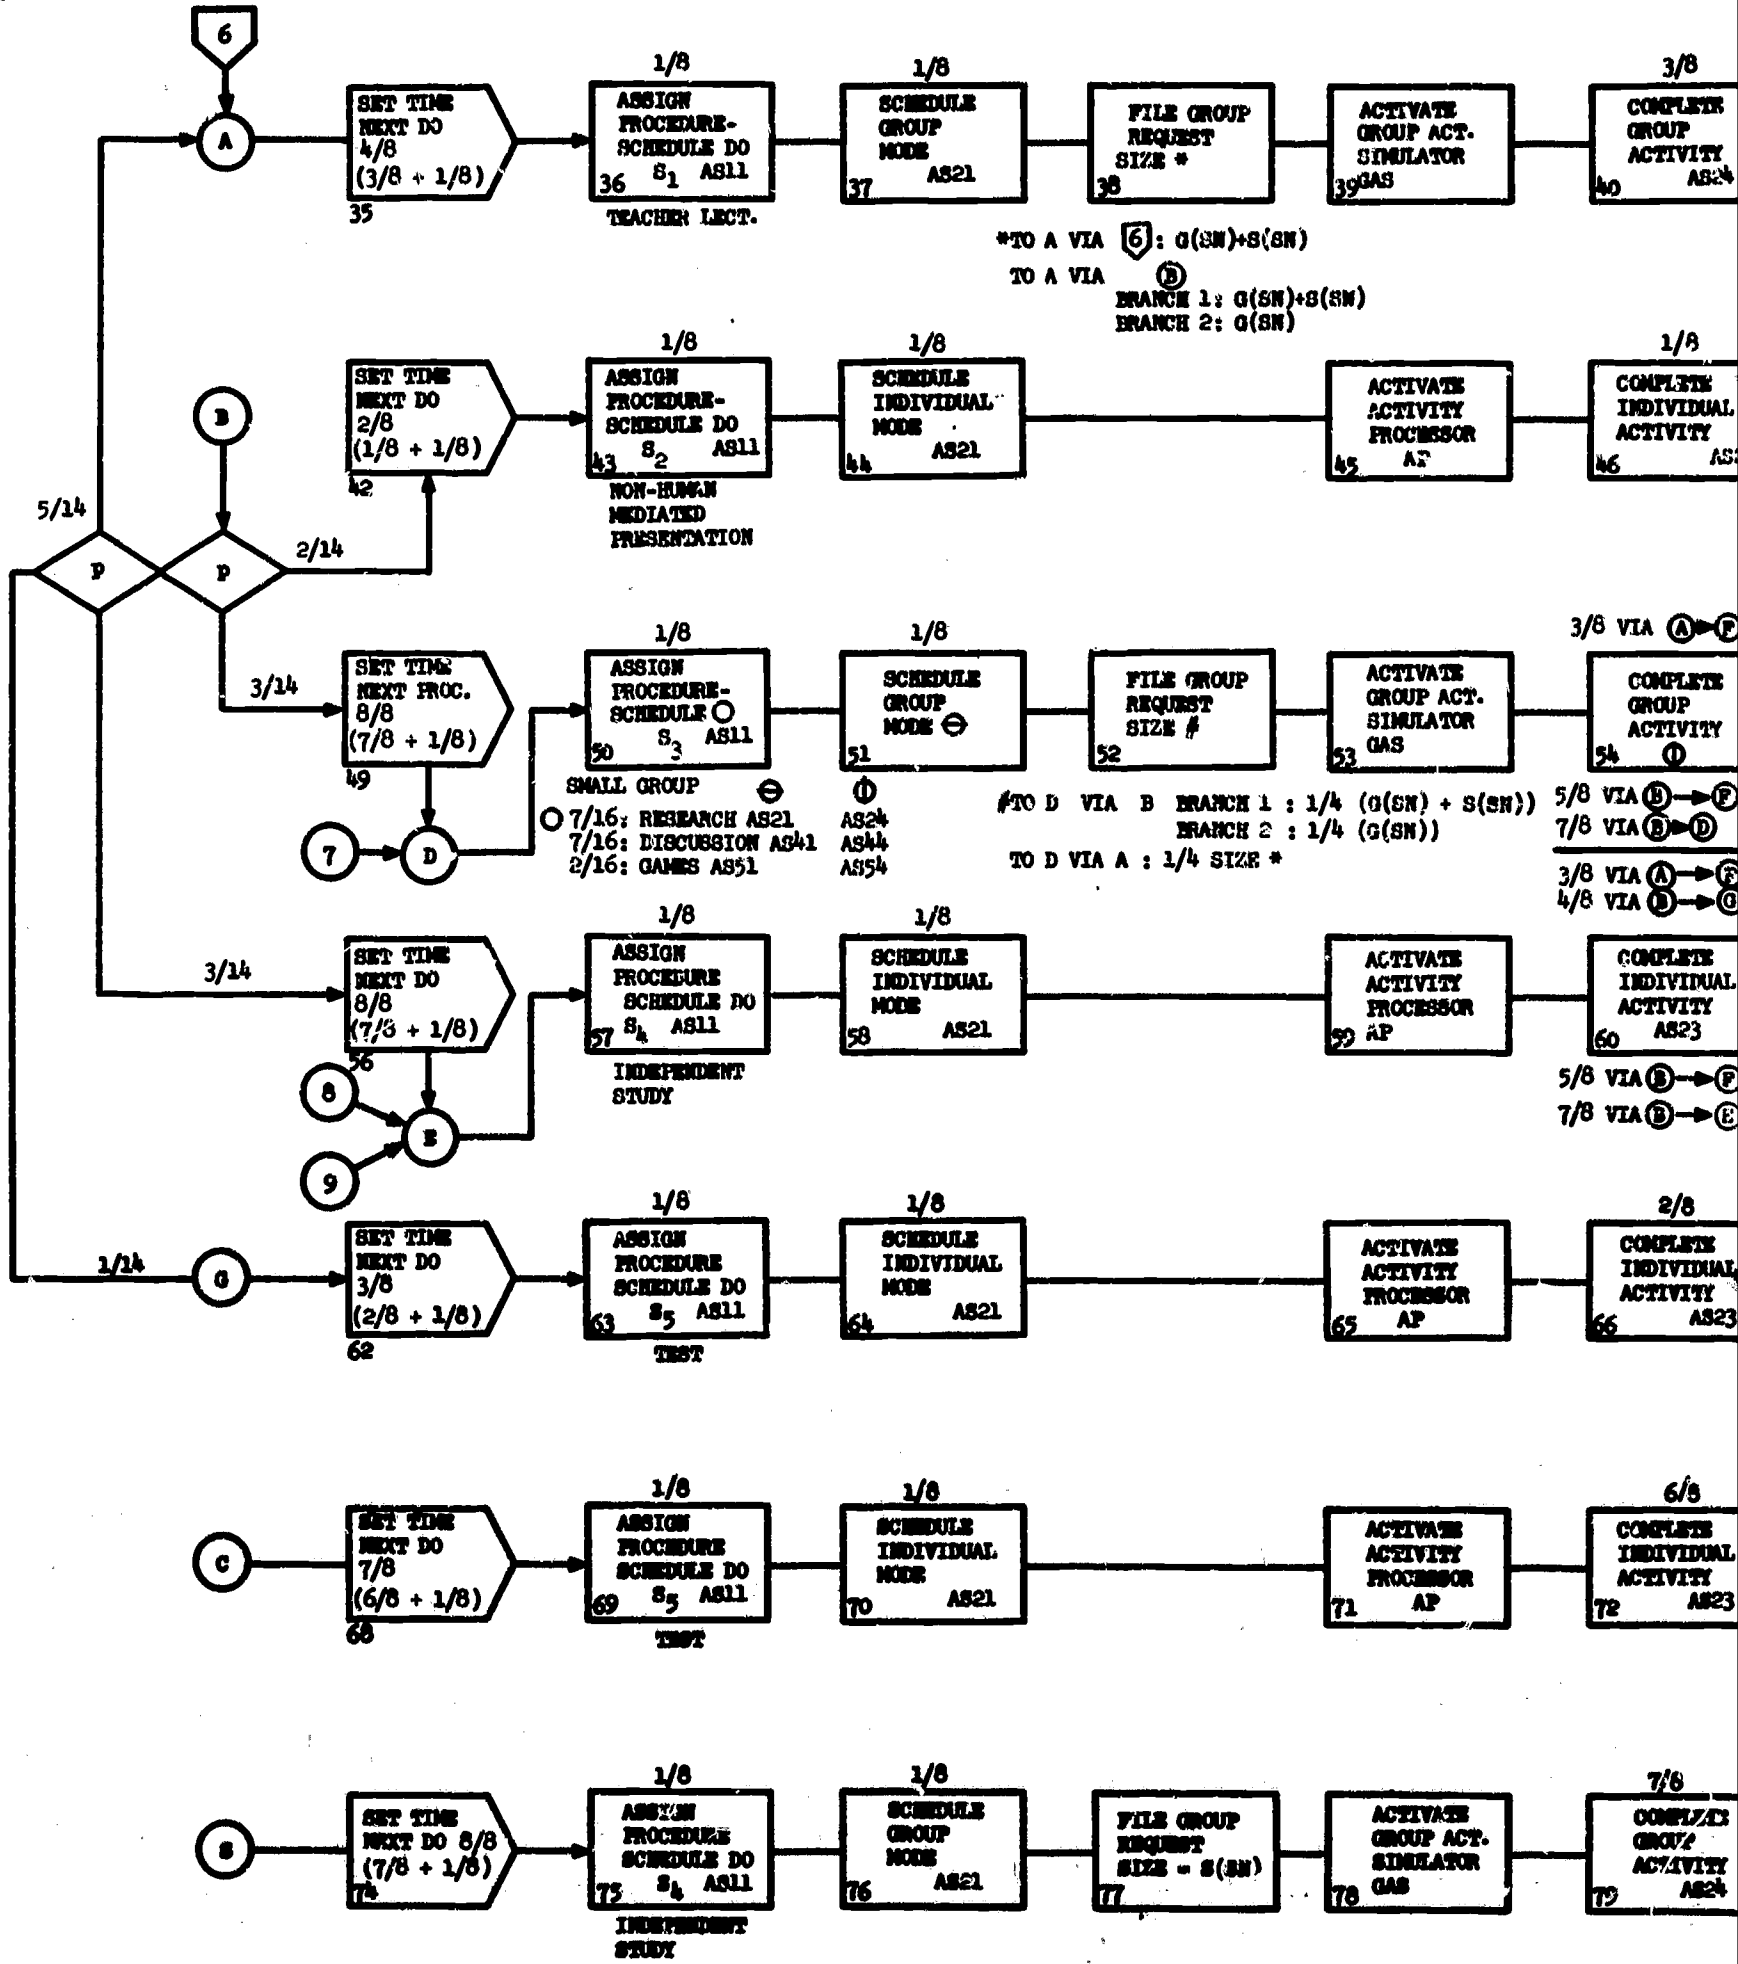 6
A
SET TIME
NEXT DO
4/8
(3/8 + 1/8)
35
1/8
ASSIGN
PROCEDURE-
SCHEDULE DO
S1 AS11
36
TEACHER LECT.
1/8
SCHEDULE
GROUP
MODE
AS21
37
FILE GROUP
REQUEST
SIZE *
38
ACTIVATE
GROUP ACT.
SIMULATOR
GAS
39
3/8
COMPLETE
GROUP
ACTIVITY
AS24
40
*TO A VIA 6: G(SN)+S(SN)
TO A VIA B
BRANCH 1: G(SN)+S(SN)
BRANCH 2: G(SN)
B
SET TIME
NEXT DO
2/8
(1/8 + 1/8)
42
1/8
ASSIGN
PROCEDURE-
SCHEDULE DO
S2 AS11
43
NON-HUMAN
MEDIATED
PRESENTATION
1/8
SCHEDULE
INDIVIDUAL
MODE
AS21
44
ACTIVATE
ACTIVITY
PROCESSOR
AP
45
1/8
COMPLETE
INDIVIDUAL
ACTIVITY
46
5/14
P
P
2/14
3/14
SET TIME
NEXT PROC.
8/8
(7/8 + 1/8)
49
7
D
1/8
ASSIGN
PROCEDURE-
SCHEDULE ○
S3 AS11
50
SMALL GROUP ⊖ ⦶
○ 7/16: RESEARCH AS21 AS24
7/16: DISCUSSION AS41 AS44
2/16: GAMES AS51 AS54
1/8
SCHEDULE
GROUP
MODE ⊖
51
FILE GROUP
REQUEST
SIZE #
52
ACTIVATE
GROUP ACT.
SIMULATOR
GAS
53
3/8 VIA A→F
COMPLETE
GROUP
ACTIVITY
⦶
54
#TO D VIA B BRANCH 1 : 1/4 (G(SN) + S(SN))
BRANCH 2 : 1/4 (G(SN))
TO D VIA A : 1/4 SIZE *
5/8 VIA B→F
7/8 VIA B→D
3/8 VIA A→F
4/8 VIA B→G
3/14
SET TIME
NEXT DO
8/8
(7/8 + 1/8)
56
8
9
E
1/8
ASSIGN
PROCEDURE
SCHEDULE DO
S4 AS11
57
INDEPENDENT
STUDY
1/8
SCHEDULE
INDIVIDUAL
MODE
AS21
58
ACTIVATE
ACTIVITY
PROCESSOR
AP
59
COMPLETE
INDIVIDUAL
ACTIVITY
AS23
60
5/8 VIA B→F
7/8 VIA B→E
1/14
G
SET TIME
NEXT DO
3/8
(2/8 + 1/8)
62
1/8
ASSIGN
PROCEDURE
SCHEDULE DO
S5 AS11
63
TEST
1/8
SCHEDULE
INDIVIDUAL
MODE
AS21
64
ACTIVATE
ACTIVITY
PROCESSOR
AP
65
2/8
COMPLETE
INDIVIDUAL
ACTIVITY
AS23
66
C
SET TIME
NEXT DO
7/8
(6/8 + 1/8)
68
1/8
ASSIGN
PROCEDURE
SCHEDULE DO
S5 AS11
69
TEST
1/8
SCHEDULE
INDIVIDUAL
MODE
AS21
70
ACTIVATE
ACTIVITY
PROCESSOR
AP
71
6/8
COMPLETE
INDIVIDUAL
ACTIVITY
AS23
72
S
SET TIME
NEXT DO 8/8
(7/8 + 1/8)
74
1/8
ASSIGN
PROCEDURE
SCHEDULE DO
S4 AS11
75
INDEPENDENT
STUDY
1/8
SCHEDULE
GROUP
MODE
AS21
76
FILE GROUP
REQUEST
SIZE = S(SN)
77
ACTIVATE
GROUP ACT.
SIMULATOR
GAS
78
7/8
COMPLETE
GROUP
ACTIVITY
AS24
79